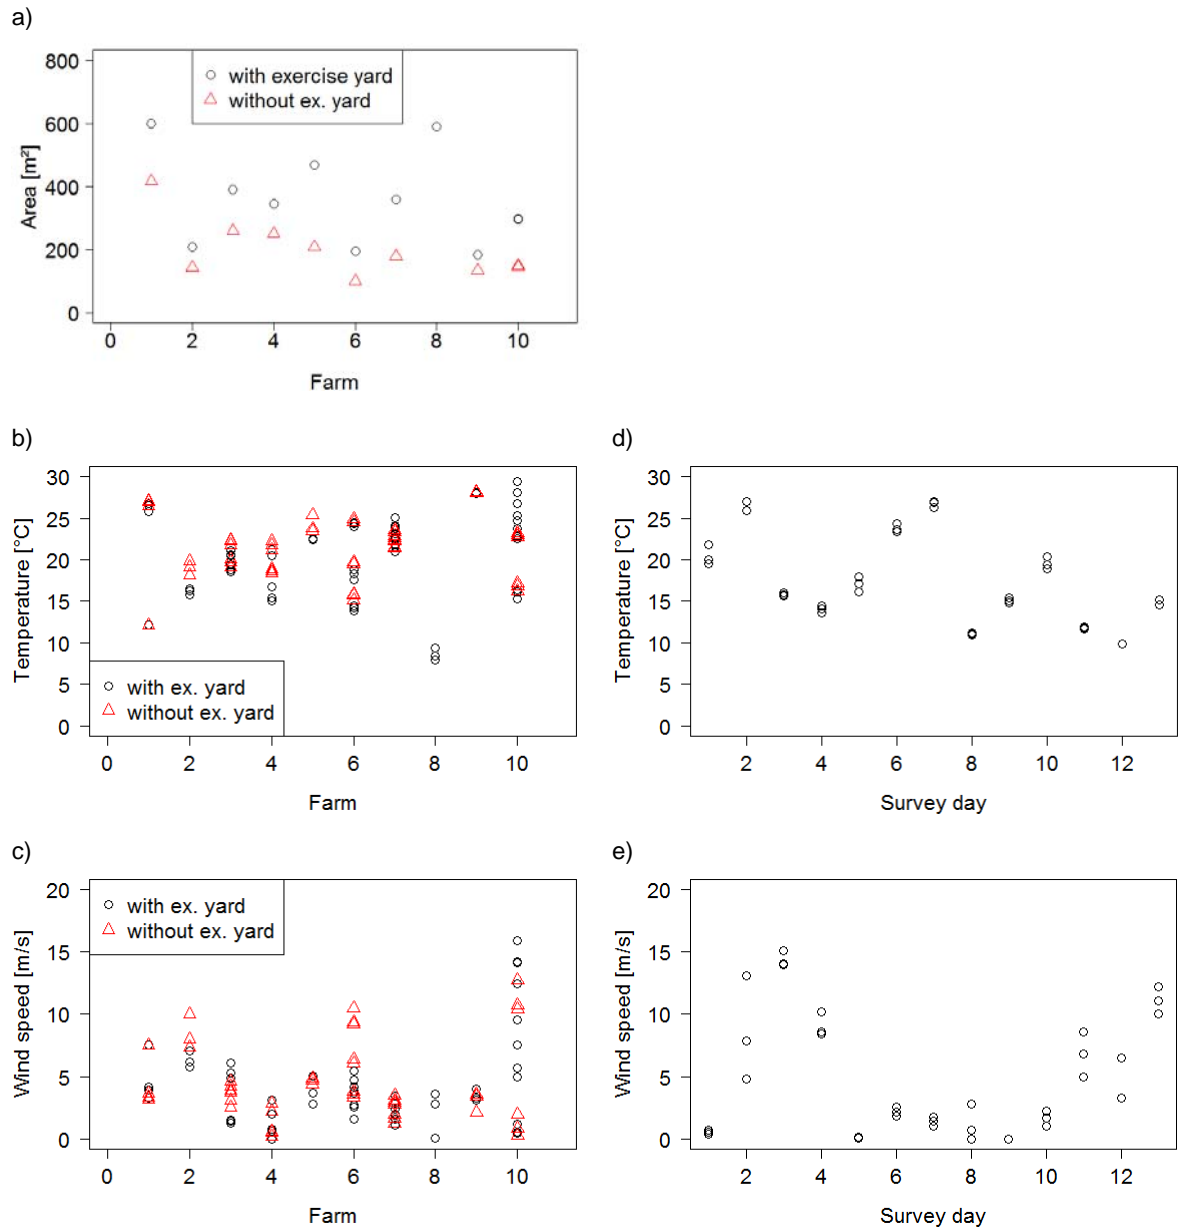 a)
800
600
400
200
0
Area [m²]
with exercise yard
without ex. yard
0 2 4 6 8 10
Farm
b)
30
25
20
15
10
5
0
Temperature [°C]
with ex. yard
without ex. yard
0 2 4 6 8 10
Farm
d)
30
25
20
15
10
5
0
Temperature [°C]
2 4 6 8 10 12
Survey day
c)
20
15
10
5
0
Wind speed [m/s]
with ex. yard
without ex. yard
0 2 4 6 8 10
Farm
e)
20
15
10
5
0
Wind speed [m/s]
2 4 6 8 10 12
Survey day